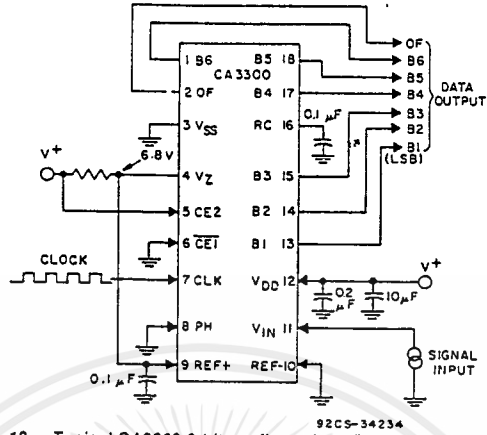 CA3300
1 B6
2 OF
3 VSS
4 VZ
5 CE2
6 CE1
7 CLK
8 PH
9 REF+
B5 18
B4 17
RC 16
B3 15
B2 14
B1 13
VDD 12
VIN 11
REF-10
V+
6.8V
CLOCK
0.1 μF
0.1 μF
OF
B6
B5
B4
B3
B2
B1
(LSB)
DATA
OUTPUT
V+
0.2
μF
10μF
SIGNAL
INPUT
92CS-34234